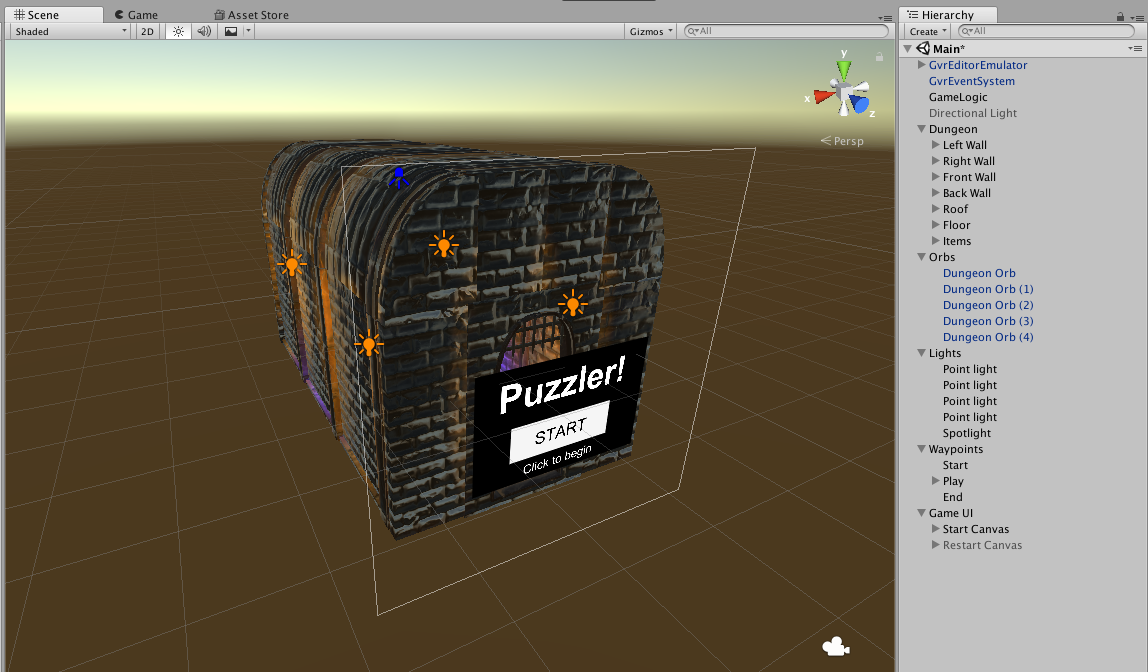 Scene
Game
Asset Store
Shaded
2D
Gizmos
All
y
x
z
Persp
Puzzler!
START
Click to begin
Hierarchy
Create
All
Main*
GvrEditorEmulator
GvrEventSystem
GameLogic
Directional Light
Dungeon
Left Wall
Right Wall
Front Wall
Back Wall
Roof
Floor
Items
Orbs
Dungeon Orb
Dungeon Orb (1)
Dungeon Orb (2)
Dungeon Orb (3)
Dungeon Orb (4)
Lights
Point light
Point light
Point light
Point light
Spotlight
Waypoints
Start
Play
End
Game UI
Start Canvas
Restart Canvas